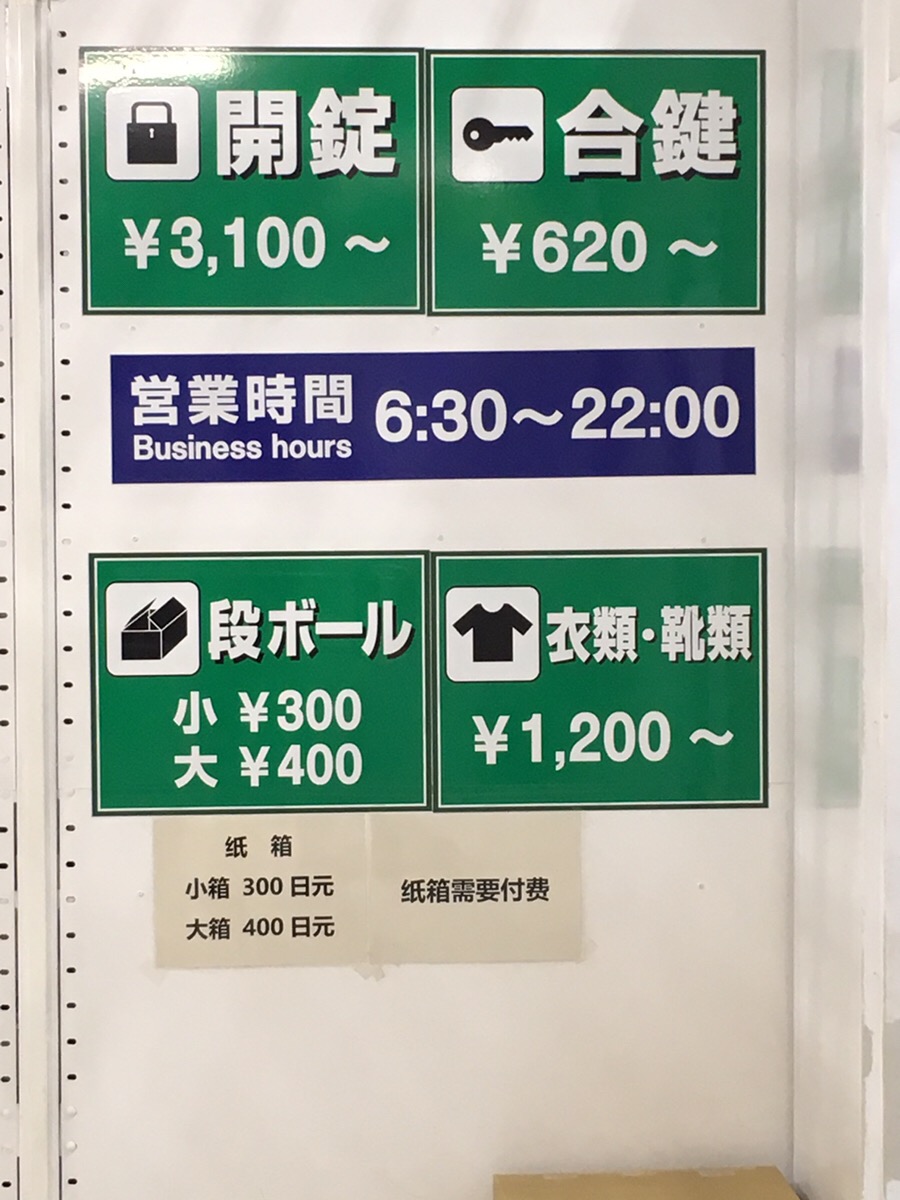 開錠
¥3,100～
合鍵
¥620～
営業時間
Business hours
6:30～22:00
段ボール
小 ¥300
大 ¥400
衣類・靴類
¥1,200～
纸 箱
小箱 300 日元
大箱 400 日元
纸箱需要付费